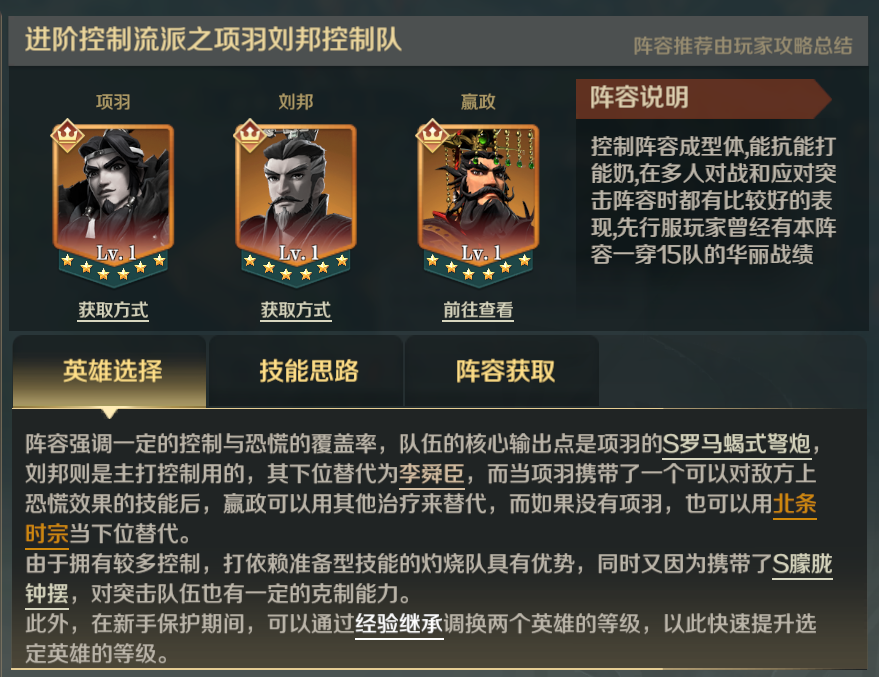 进阶控制流派之项羽刘邦控制队
阵容推荐由玩家攻略总结
项羽
刘邦
嬴政
Lv. 1
Lv. 1
Lv. 1
获取方式
获取方式
前往查看
阵容说明
控制阵容成型体,能抗能打
能奶,在多人对战和应对突
击阵容时都有比较好的表
现,先行服玩家曾经有本阵
容一穿15队的华丽战绩
英雄选择
技能思路
阵容获取
阵容强调一定的控制与恐慌的覆盖率，队伍的核心输出点是项羽的S罗马蝎式弩炮，
刘邦则是主打控制用的，其下位替代为李舜臣，而当项羽携带了一个可以对敌方上
恐慌效果的技能后，嬴政可以用其他治疗来替代，而如果没有项羽，也可以用北条
时宗当下位替代。
由于拥有较多控制，打依赖准备型技能的灼烧队具有优势，同时又因为携带了S朦胧
钟摆，对突击队伍也有一定的克制能力。
此外，在新手保护期间，可以通过经验继承调换两个英雄的等级，以此快速提升选
定英雄的等级。